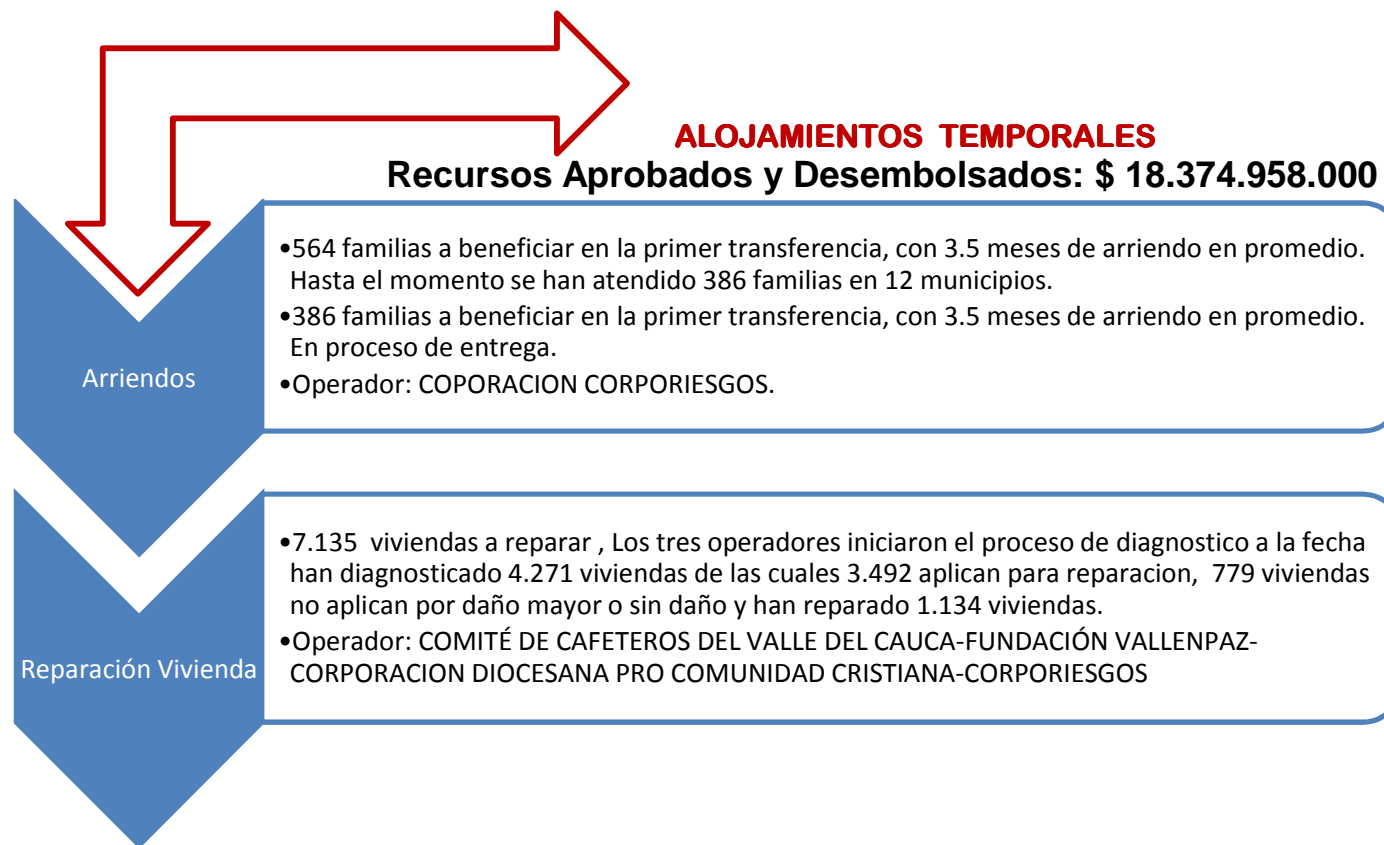 ALOJAMIENTOS TEMPORALES
Recursos Aprobados y Desembolsados: $ 18.374.958.000
Arriendos
•564 familias a beneficiar en la primer transferencia, con 3.5 meses de arriendo en promedio.
Hasta el momento se han atendido 386 familias en 12 municipios.
•386 familias a beneficiar en la primer transferencia, con 3.5 meses de arriendo en promedio.
En proceso de entrega.
•Operador: COPORACION CORPORIESGOS.
Reparación Vivienda
•7.135 viviendas a reparar , Los tres operadores iniciaron el proceso de diagnostico a la fecha
han diagnosticado 4.271 viviendas de las cuales 3.492 aplican para reparacion, 779 viviendas
no aplican por daño mayor o sin daño y han reparado 1.134 viviendas.
•Operador: COMITÉ DE CAFETEROS DEL VALLE DEL CAUCA-FUNDACIÓN VALLENPAZ-
CORPORACION DIOCESANA PRO COMUNIDAD CRISTIANA-CORPORIESGOS